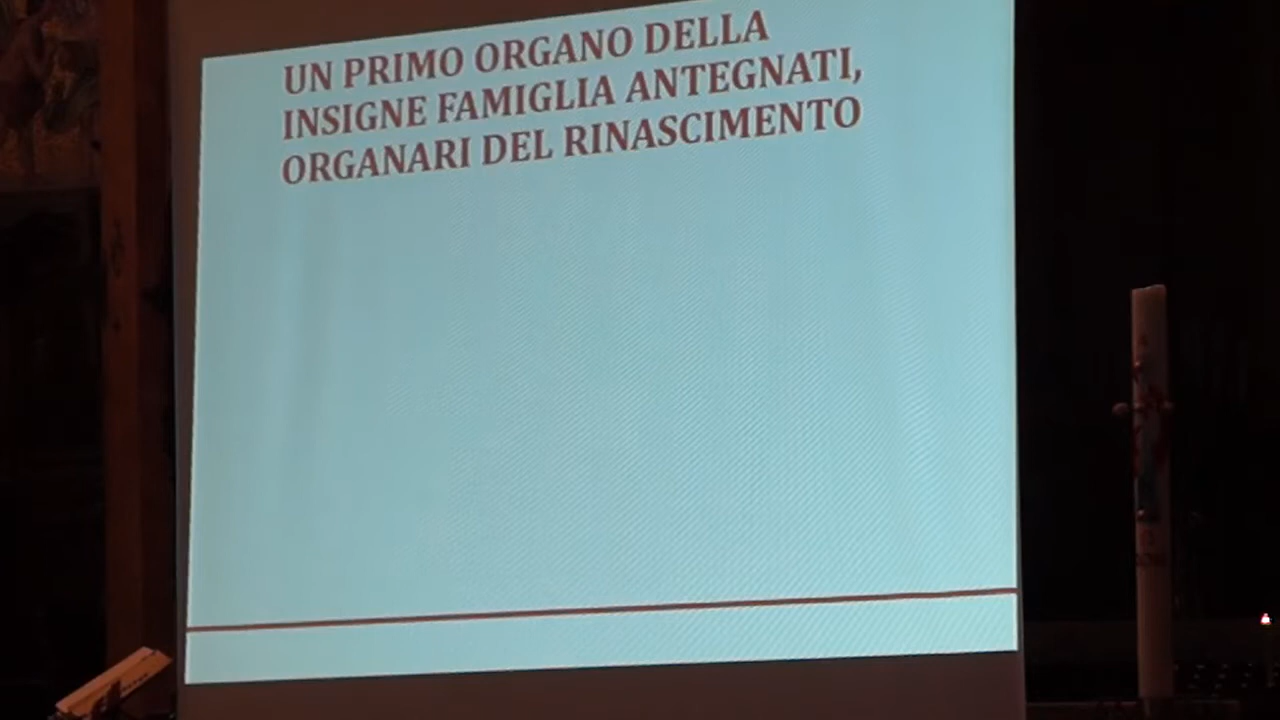 UN PRIMO ORGANO DELLA
INSIGNE FAMIGLIA ANTEGNATI,
ORGANARI DEL RINASCIMENTO